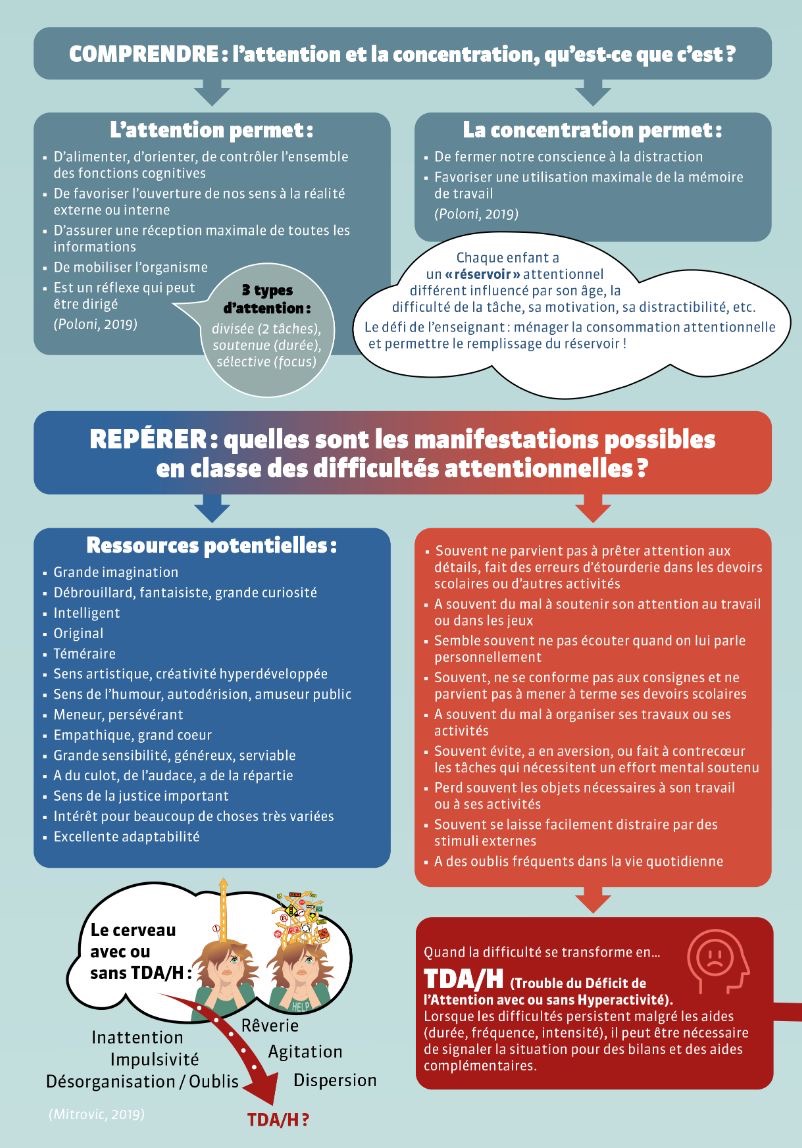 COMPRENDRE : l’attention et la concentration, qu’est-ce que c’est ?
L’attention permet :
▪ D’alimenter, d’orienter, de contrôler l’ensemble
des fonctions cognitives
▪ De favoriser l’ouverture de nos sens à la réalité
externe ou interne
▪ D’assurer une réception maximale de toutes les
informations
▪ De mobiliser l’organisme
▪ Est un réflexe qui peut
être dirigé
(Poloni, 2019)
3 types
d’attention :
divisée (2 tâches),
soutenue (durée),
sélective (focus)
La concentration permet :
▪ De fermer notre conscience à la distraction
▪ Favoriser une utilisation maximale de la mémoire
de travail
(Poloni, 2019)
Chaque enfant a
un « réservoir » attentionnel
différent influencé par son âge, la
difficulté de la tâche, sa motivation, sa distractibilité, etc.
Le défi de l’enseignant : ménager la consommation attentionnelle
et permettre le remplissage du réservoir !
REPÉRER : quelles sont les manifestations possibles
en classe des difficultés attentionnelles ?
Ressources potentielles :
▪ Grande imagination
▪ Débrouillard, fantaisiste, grande curiosité
▪ Intelligent
▪ Original
▪ Téméraire
▪ Sens artistique, créativité hyperdéveloppée
▪ Sens de l’humour, autodérision, amuseur public
▪ Meneur, persévérant
▪ Empathique, grand coeur
▪ Grande sensibilité, généreux, serviable
▪ A du culot, de l’audace, a de la répartie
▪ Sens de la justice important
▪ Intérêt pour beaucoup de choses très variées
▪ Excellente adaptabilité
▪ Souvent ne parvient pas à prêter attention aux
détails, fait des erreurs d’étourderie dans les devoirs
scolaires ou d’autres activités
▪ A souvent du mal à soutenir son attention au travail
ou dans les jeux
▪ Semble souvent ne pas écouter quand on lui parle
personnellement
▪ Souvent, ne se conforme pas aux consignes et ne
parvient pas à mener à terme ses devoirs scolaires
▪ A souvent du mal à organiser ses travaux ou ses
activités
▪ Souvent évite, a en aversion, ou fait à contrecœur
les tâches qui nécessitent un effort mental soutenu
▪ Perd souvent les objets nécessaires à son travail
ou à ses activités
▪ Souvent se laisse facilement distraire par des
stimuli externes
▪ A des oublis fréquents dans la vie quotidienne
Le cerveau
avec ou
sans TDA/H :
HELP
Inattention
Impulsivité
Désorganisation / Oublis
Rêverie
Agitation
Dispersion
TDA/H ?
(Mitrovic, 2019)
Quand la difficulté se transforme en...
TDA/H (Trouble du Déficit de
l’Attention avec ou sans Hyperactivité).
Lorsque les difficultés persistent malgré les aides
(durée, fréquence, intensité), il peut être nécessaire
de signaler la situation pour des bilans et des aides
complémentaires.